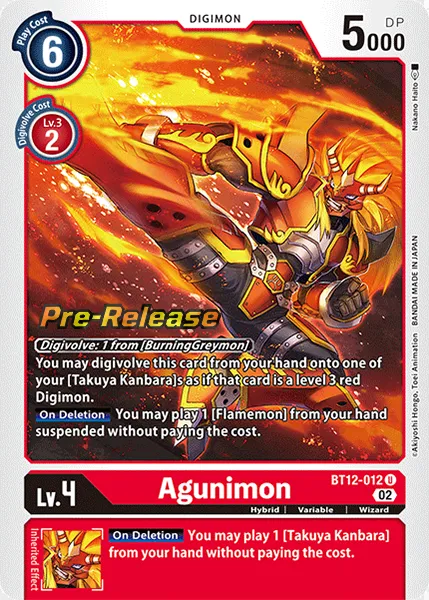 Play Cost
6
DIGIMON
DP
5000
Digivolve Cost
Lv.3
2
Nakano Haito
Pre-Release
Digivolve: 1 from [BurningGreymon]
You may digivolve this card from your hand onto one of
your [Takuya Kanbara]s as if that card is a level 3 red
Digimon.
On Deletion You may play 1 [Flamemon] from your hand
suspended without paying the cost.
©Akiyoshi Hongo, Toei Animation BANDAI MADE IN JAPAN
Lv.4
Agunimon
BT12-012 U
02
Hybrid | Variable | Wizard
Inherited Effect
On Deletion You may play 1 [Takuya Kanbara]
from your hand without paying the cost.